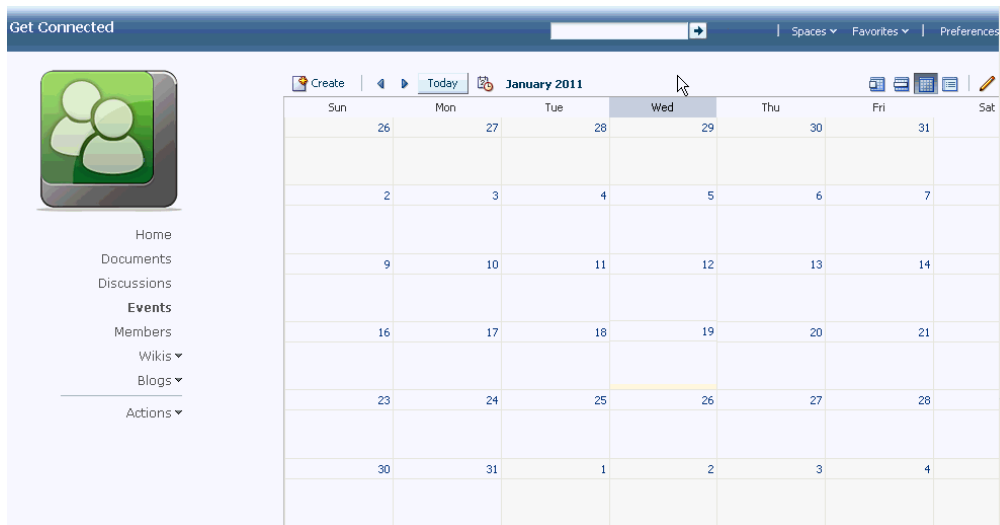 Get Connected
Spaces Favorites Preferences
Create Today January 2011
Sun Mon Tue Wed Thu Fri Sat
26 27 28 29 30 31
2 3 4 5 6 7
Home
Documents
9 10 11 12 13 14
Discussions
Events
Members
16 17 18 19 20 21
Wikis
Blogs
23 24 25 26 27 28
Actions
30 31 1 2 3 4